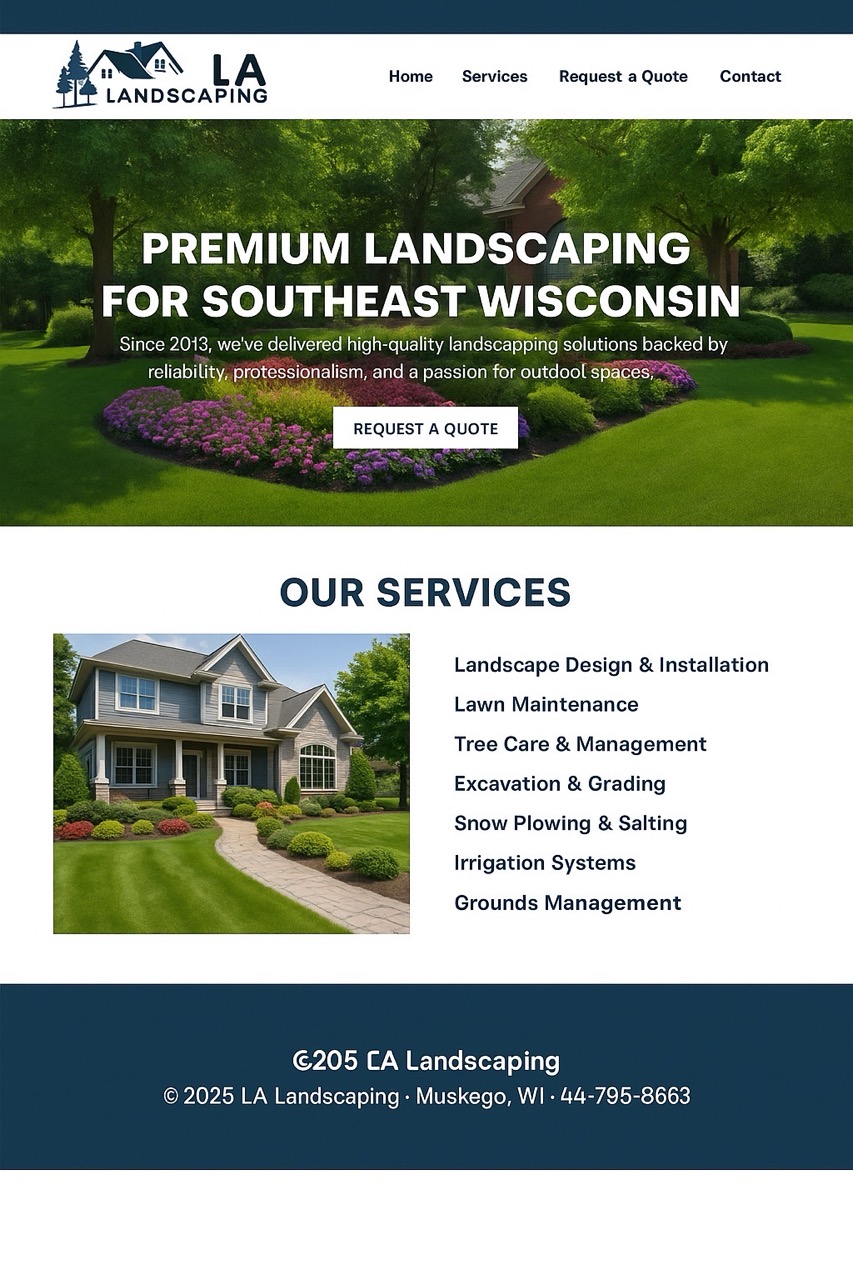 LA
LANDSCAPING
Home Services Request a Quote Contact
PREMIUM LANDSCAPING
FOR SOUTHEAST WISCONSIN
Since 2013, we've delivered high-quality landscapping solutions backed by
reliability, protessionalism, and a passion for outdool spaces,
REQUEST A QUOTE
OUR SERVICES
Landscape Design & Installation
Lawn Maintenance
Tree Care & Management
Excavation & Grading
Snow Plowing & Salting
Irrigation Systems
Grounds Management
Landscaping
© 2025 LA Landscaping · Muskego, WI · 44-795-8663